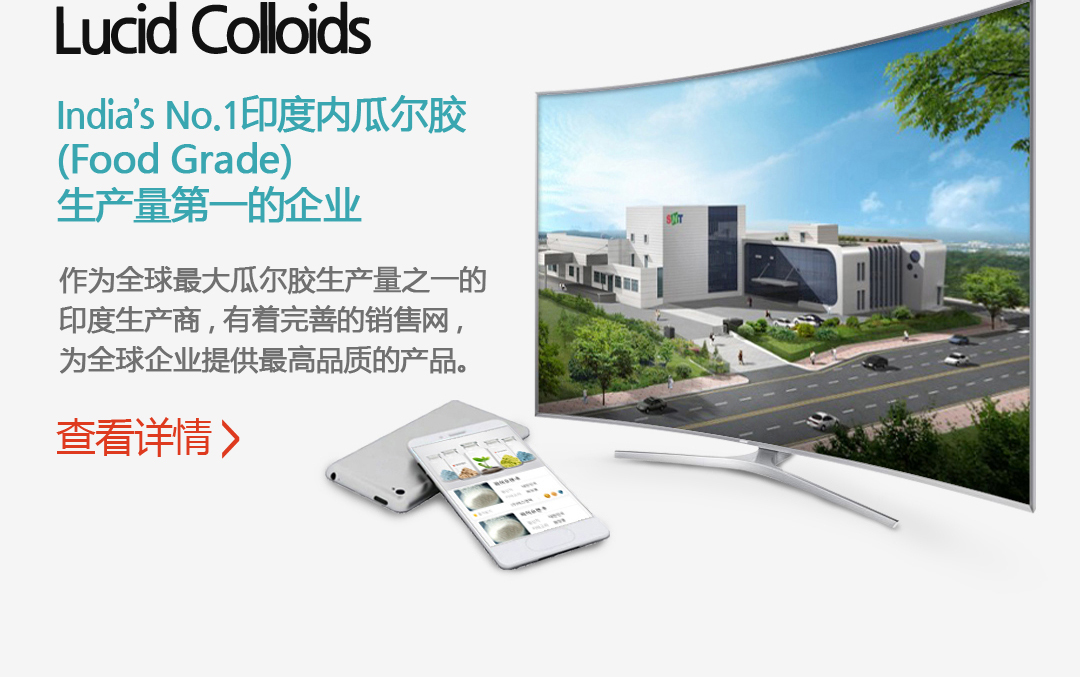 Lucid Colloids
India’s No.1印度内瓜尔胶
(Food Grade)
生产量第一的企业
作为全球最大瓜尔胶生产量之一的
印度生产商 , 有着完善的销售网 ,
为全球企业提供最高品质的产品。
查看详情